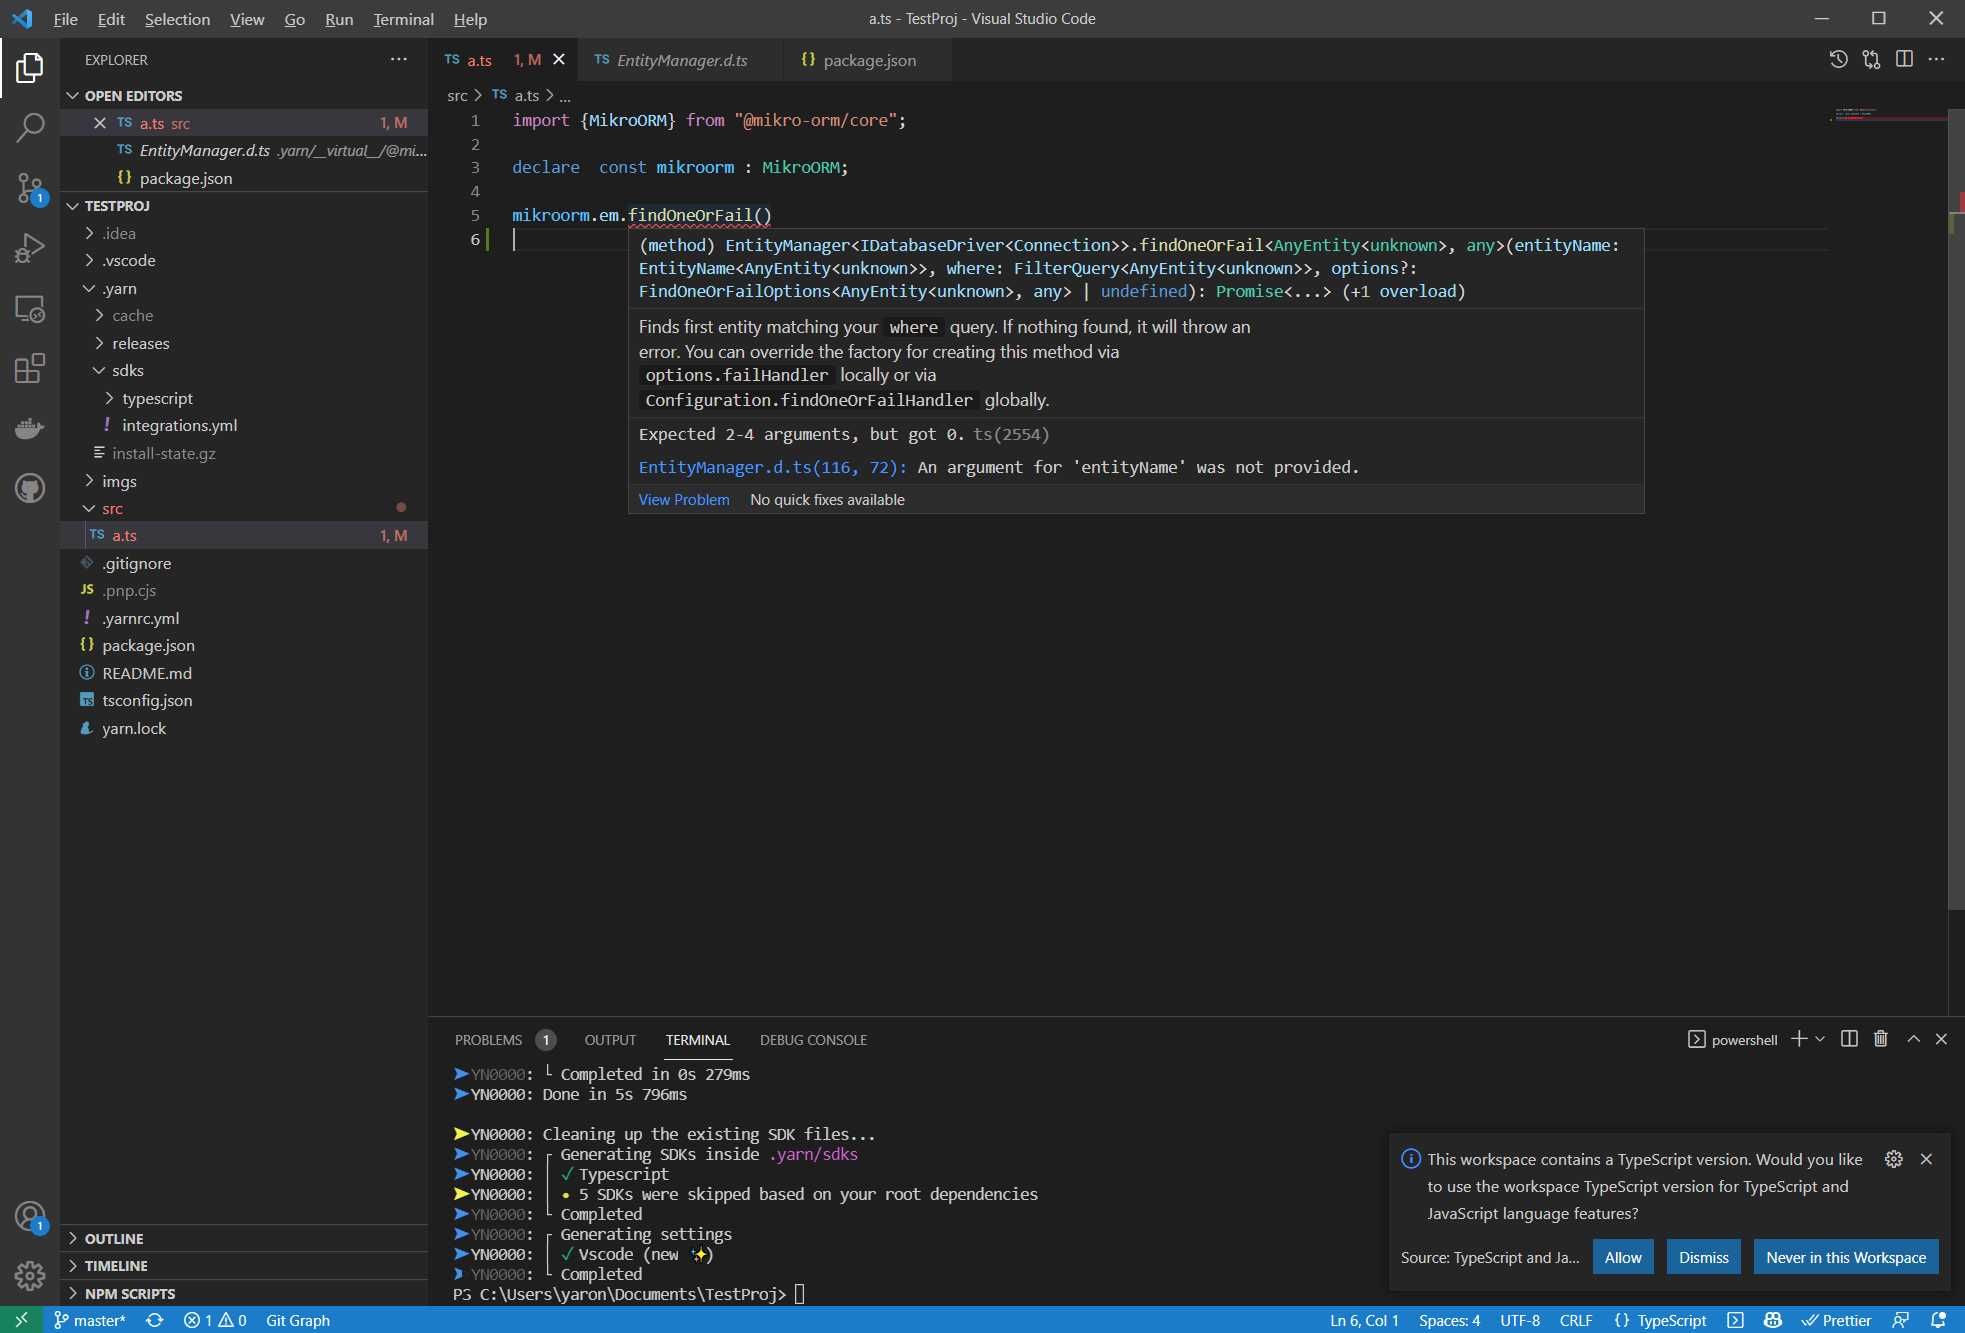 File Edit Selection View Go Run Terminal Help
a.ts - TestProj - Visual Studio Code
EXPLORER
OPEN EDITORS
TS a.ts src 1, M
TS EntityManager.d.ts .yarn/__virtual__/@mi...
{} package.json
TESTPROJ
.idea
.vscode
.yarn
cache
releases
sdks
typescript
! integrations.yml
install-state.gz
imgs
src
TS a.ts 1, M
.gitignore
JS .pnp.cjs
! .yarnrc.yml
{} package.json
README.md
TS tsconfig.json
yarn.lock
OUTLINE
TIMELINE
NPM SCRIPTS
1
1
TS a.ts 1, M
TS EntityManager.d.ts
{} package.json
src > TS a.ts > ...
1 import {MikroORM} from "@mikro-orm/core";
2
3 declare  const mikroorm : MikroORM;
4
5 mikroorm.em.findOneOrFail()
6
(method) EntityManager<IDatabaseDriver<Connection>>.findOneOrFail<AnyEntity<unknown>, any>(entityName:
EntityName<AnyEntity<unknown>>, where: FilterQuery<AnyEntity<unknown>>, options?:
FindOneOrFailOptions<AnyEntity<unknown>, any> | undefined): Promise<...> (+1 overload)
Finds first entity matching your where query. If nothing found, it will throw an
error. You can override the factory for creating this method via
options.failHandler locally or via
Configuration.findOneOrFailHandler globally.
Expected 2-4 arguments, but got 0. ts(2554)
EntityManager.d.ts(116, 72): An argument for 'entityName' was not provided.
View Problem No quick fixes available
PROBLEMS 1 OUTPUT TERMINAL DEBUG CONSOLE
powershell
➤YN0000: └ Completed in 0s 279ms
➤YN0000: Done in 5s 796ms
➤YN0000: Cleaning up the existing SDK files...
➤YN0000: ┌ Generating SDKs inside .yarn/sdks
➤YN0000: │ ✓ Typescript
➤YN0000: │ • 5 SDKs were skipped based on your root dependencies
➤YN0000: └ Completed
➤YN0000: ┌ Generating settings
➤YN0000: │ ✓ Vscode (new ✨)
➤YN0000: └ Completed
PS C:\Users\yaron\Documents\TestProj>
This workspace contains a TypeScript version. Would you like
to use the workspace TypeScript version for TypeScript and
JavaScript language features?
Source: TypeScript and Ja... Allow Dismiss Never in this Workspace
master* 1 0 Git Graph
Ln 6, Col 1 Spaces: 4 UTF-8 CRLF {} TypeScript Prettier